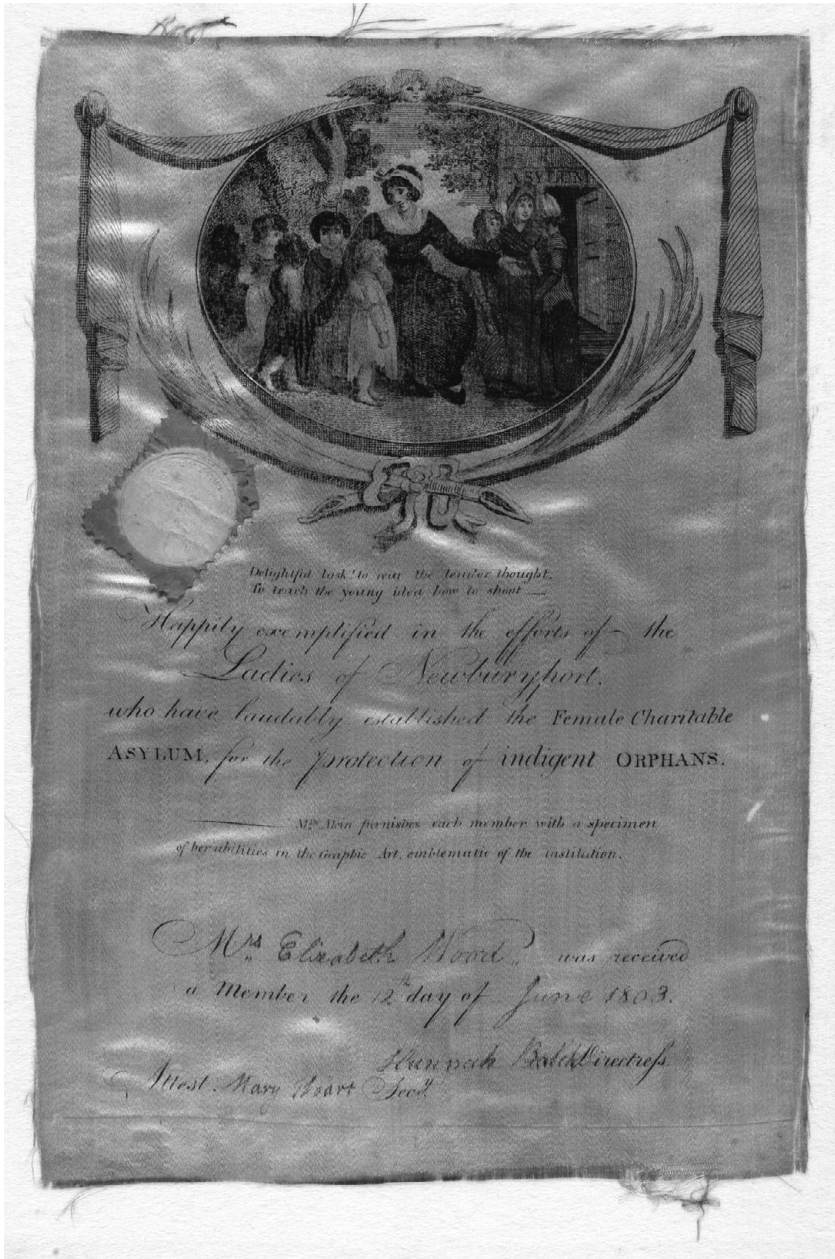 ASYLUM
Delightful task! to rear the tender thought,
To teach the young idea how to shoot —
Happily exemplified in the efforts of the
Ladies of Newburyport,
who have laudably established the Female Charitable
ASYLUM, for the protection of indigent ORPHANS.
Mrs. furnishes each member with a specimen
of her abilities in the Graphic Art, emblematic of the institution.
Mrs Elizabeth Wood, was received
a Member the 12th day of June 1803.
Hannah Directress
Attest Mary Secy.